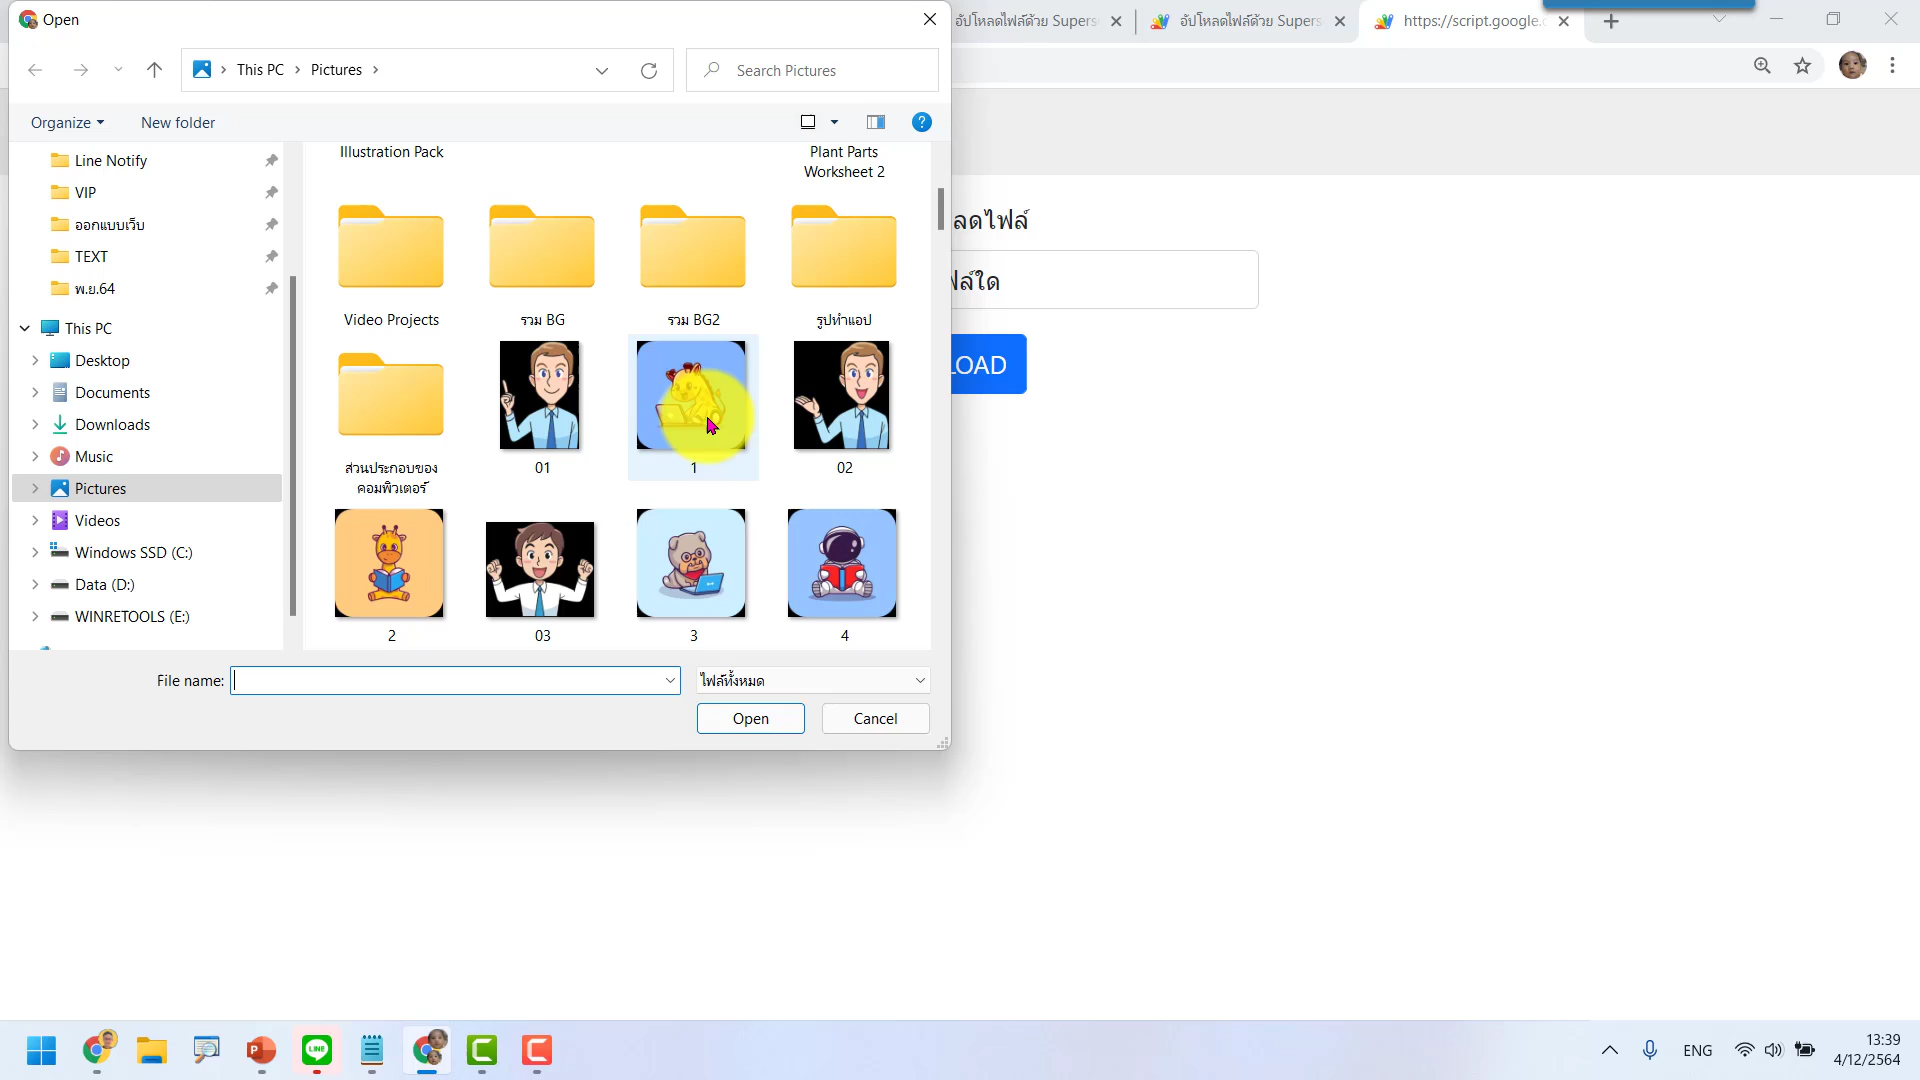 Open
อัปโหลดไฟล์ด้วย Supers
อัปโหลดไฟล์ด้วย Supers
https://script.google.
This PC
Pictures
Search Pictures
Organize
New folder
Line Notify
VIP
ออกแบบเว็บ
TEXT
พ.ย.64
This PC
Desktop
Documents
Downloads
Music
Pictures
Videos
Windows SSD (C:)
Data (D:)
WINRETOOLS (E:)
Illustration Pack
Plant Parts
Worksheet 2
Video Projects
รวม BG
รวม BG2
รูปทำแอป
ส่วนประกอบของ
คอมพิวเตอร์
01
1
02
2
03
3
4
File name:
ไฟล์ทั้งหมด
Open
Cancel
ลดไฟล์
ฟล์ใด
LOAD
LINE
ENG
13:39
4/12/2564